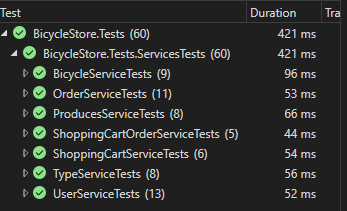 Test Duration Tra
BicycleStore.Tests (60) 421 ms
BicycleStore.Tests.ServicesTests (60) 421 ms
BicycleServiceTests (9) 96 ms
OrderServiceTests (11) 53 ms
ProducesServiceTests (8) 66 ms
ShoppingCartOrderServiceTests (5) 44 ms
ShoppingCartServiceTests (6) 54 ms
TypeServiceTests (8) 56 ms
UserServiceTests (13) 52 ms